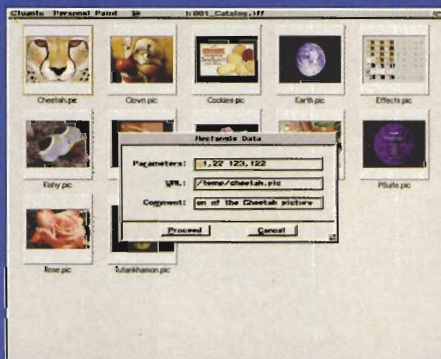 Cloanto Personal Paint 001_Catalog.iff
Cheetah.pic Clown.pic Cookies.pic Earth.pic Effects.pic
Rectangle Data
Parameters: 1,22 123,122
URL: /temp/cheetah.pic
Comment: on of the Cheetah picture
Proceed Cancel
Fishy.pic PSuite.pic
Rose.pic Tutankhamon.pic